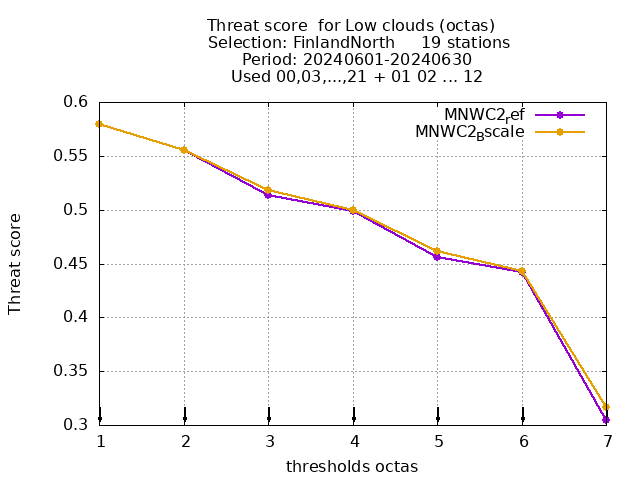 Threat score  for Low clouds (octas)
Selection: FinlandNorth     19 stations
Period: 20240601-20240630
Used 00,03,...,21 + 01 02 ... 12
MNWC2ref
MNWC2Bscale
0.6
0.55
0.5
0.45
0.4
0.35
0.3
Threat score
1 2 3 4 5 6 7
thresholds octas